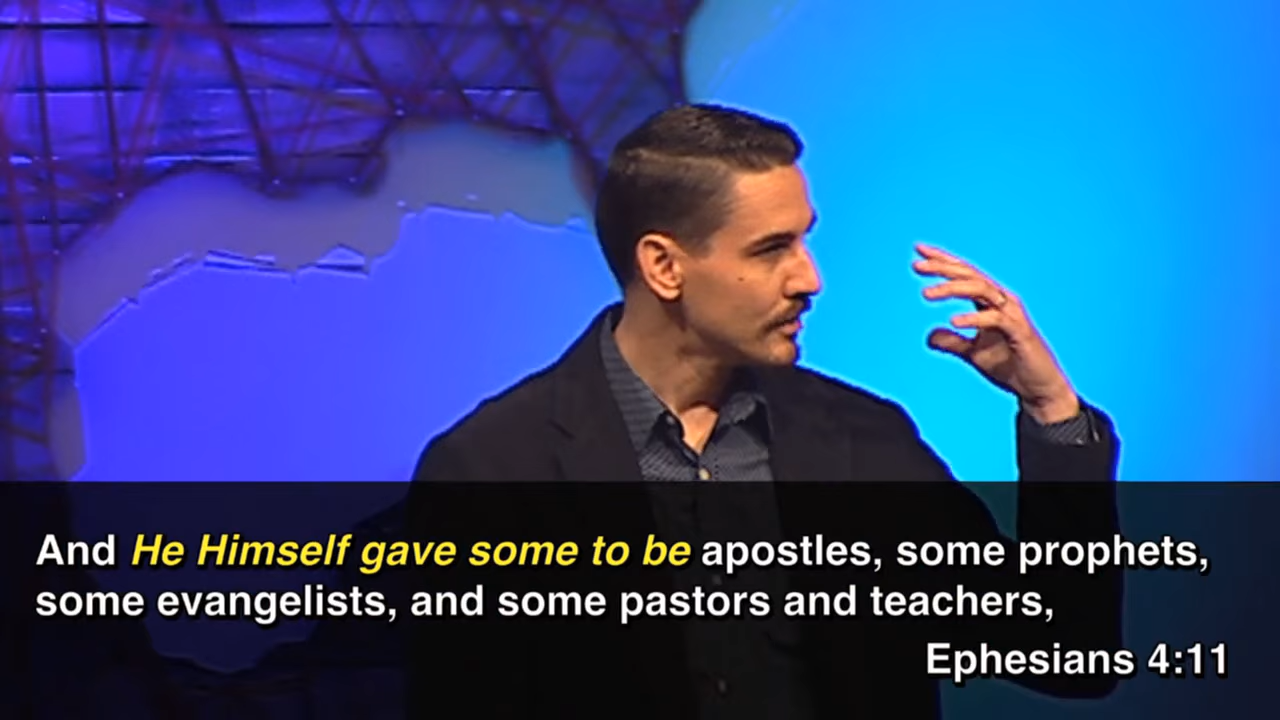 And He Himself gave some to be apostles, some prophets,
some evangelists, and some pastors and teachers,
Ephesians 4:11